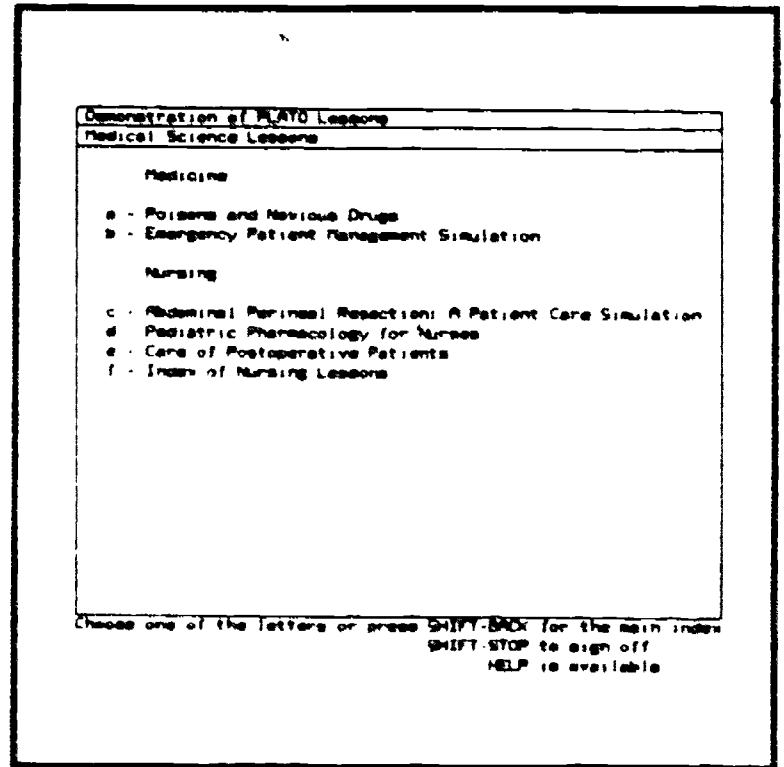 Demonstration of PLATO Lessons
Medical Science Lessons
Medicine
a - Poisons and Noxious Drugs
b - Emergency Patient Management Simulation
Nursing
c - Abdominal Perineal Resection: A Patient Care Simulation
d   Pediatric Pharmacology for Nurses
e - Care of Postoperative Patients
f - Index of Nursing Lessons
Choose one of the letters or press SHIFT-BACK for the main index
SHIFT-STOP to sign off
HELP is available